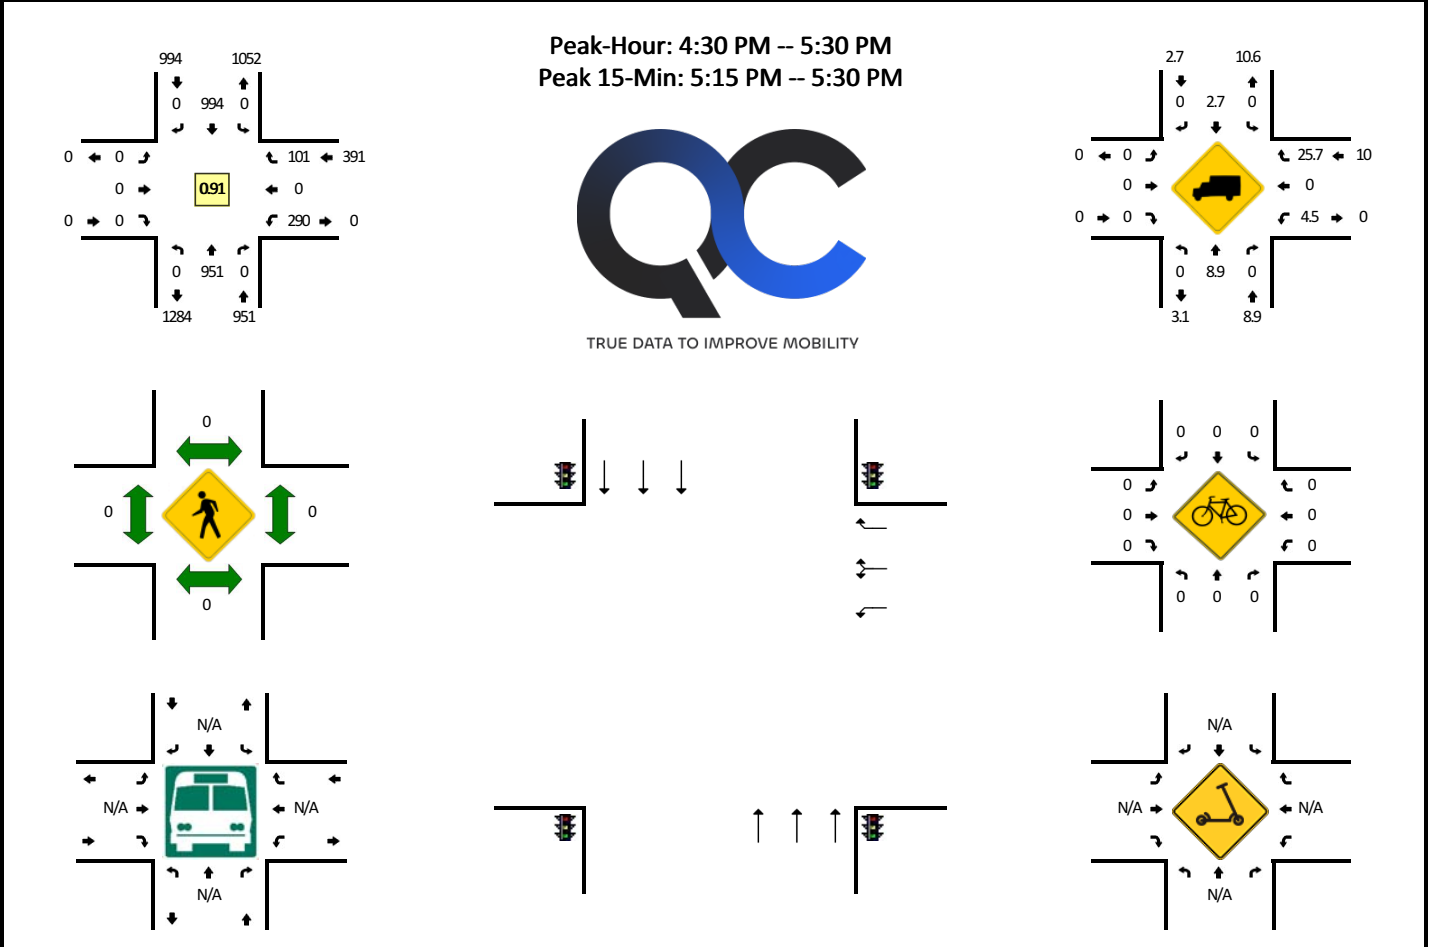 Peak-Hour: 4:30 PM -- 5:30 PM
Peak 15-Min: 5:15 PM -- 5:30 PM
994 1052
0 994 0
0 0 101 391
0 0.91 0
0 0 290 0
0 951 0
1284 951
QC
TRUE DATA TO IMPROVE MOBILITY
2.7 10.6
0 2.7 0
0 0 25.7 10
0 0
0 0 4.5 0
0 8.9 0
3.1 8.9
0
0 0
0
0 0 0
0 0
0 0
0 0
0 0 0
N/A
N/A N/A
N/A
N/A
N/A N/A
N/A